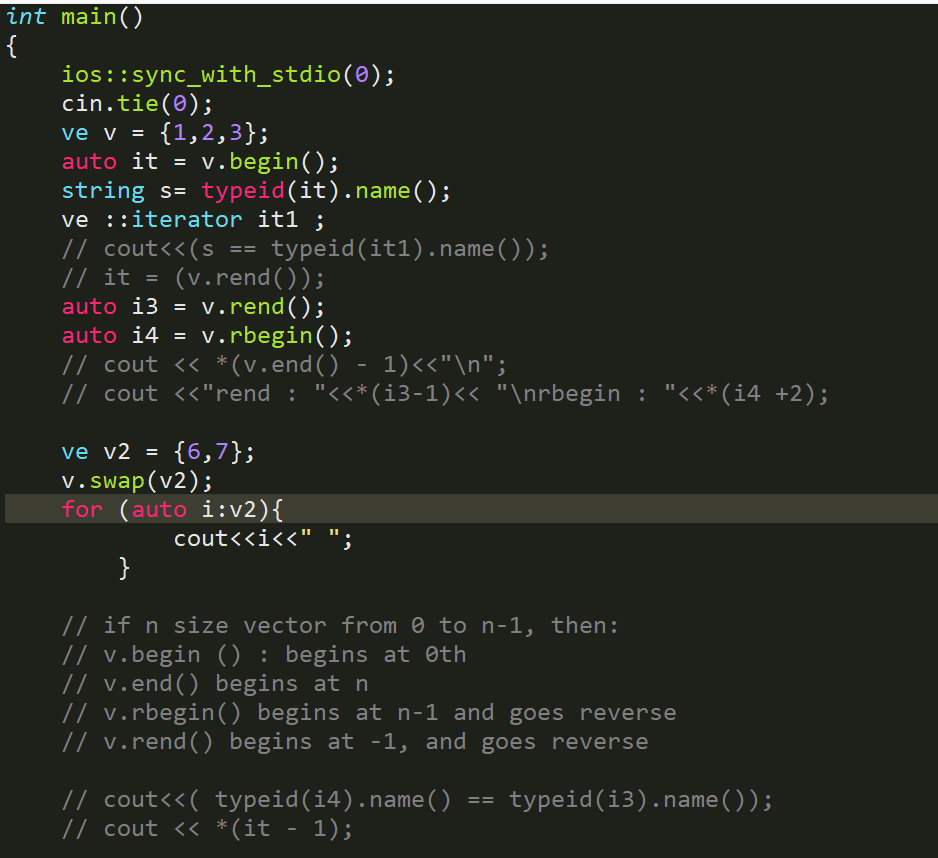 int main()
{
    ios::sync_with_stdio(0);
    cin.tie(0);
    ve v = {1,2,3};
    auto it = v.begin();
    string s= typeid(it).name();
    ve ::iterator it1 ;
    // cout<<(s == typeid(it1).name());
    // it = (v.rend());
    auto i3 = v.rend();
    auto i4 = v.rbegin();
    // cout << *(v.end() - 1)<<"\n";
    // cout <<"rend : "<<*(i3-1)<< "\nrbegin : "<<*(i4 +2);

    ve v2 = {6,7};
    v.swap(v2);
    for (auto i:v2){
            cout<<i<<" ";
        }

    // if n size vector from 0 to n-1, then:
    // v.begin () : begins at 0th
    // v.end() begins at n
    // v.rbegin() begins at n-1 and goes reverse
    // v.rend() begins at -1, and goes reverse

    // cout<<( typeid(i4).name() == typeid(i3).name());
    // cout << *(it - 1);